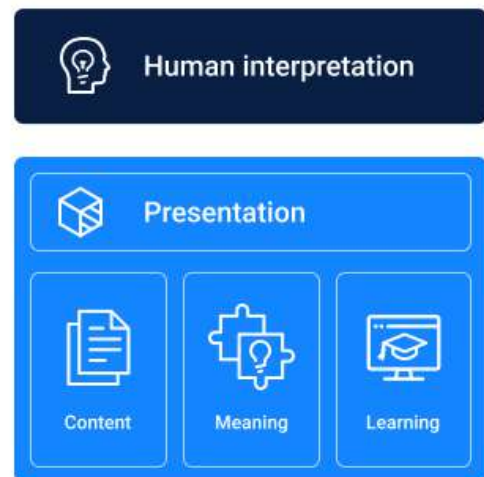 Human interpretation
Presentation
Content
Meaning
Learning